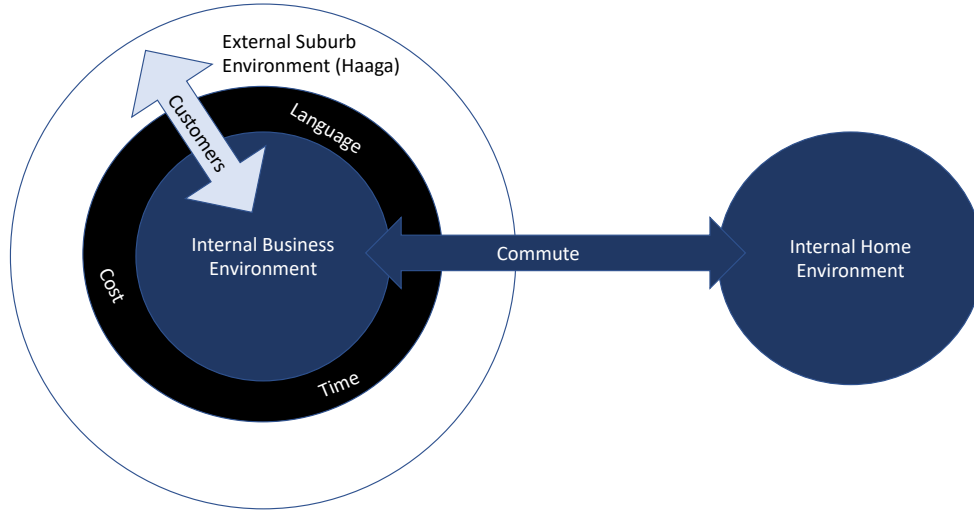 External Suburb
Environment (Haaga)
Customers
Language
Internal Business
Environment
Commute
Internal Home
Environment
Cost
Time